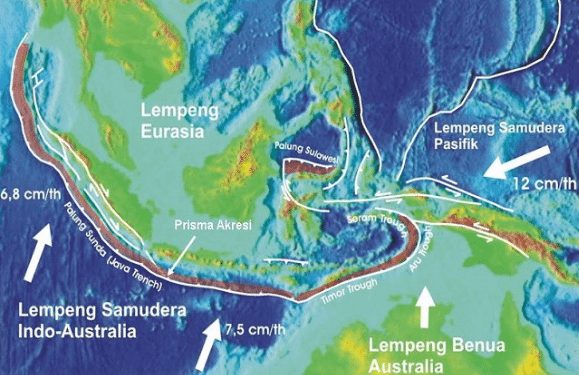 Lempeng
Eurasia
Palung Sulawesi
Lempeng Samudera
Pasifik
12 cm/th
6,8 cm/th
Palung Sunda (Java Trench)
Prisma Akresi
Seram Trough
Aru Trough
Timor Trough
Lempeng Samudera
Indo-Australia
7,5 cm/th
Lempeng Benua
Australia